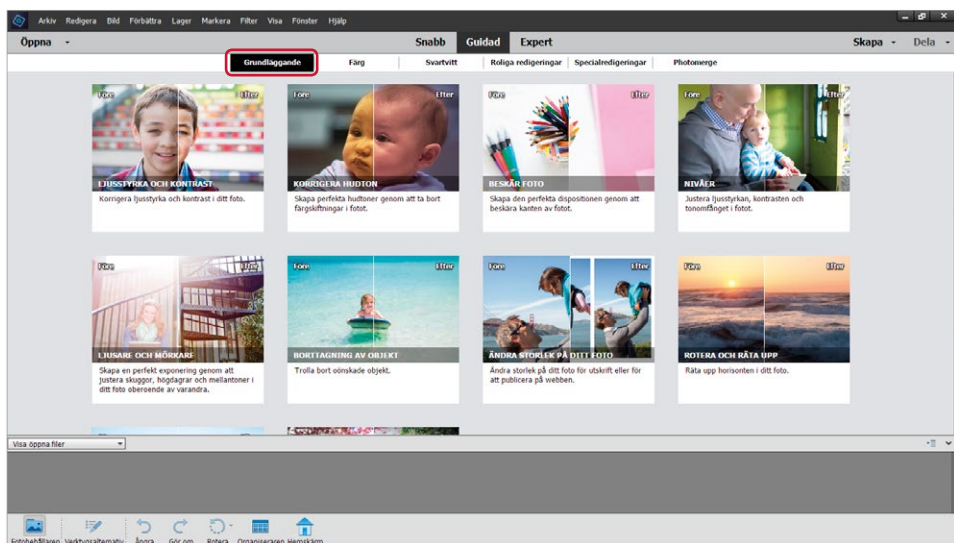 Arkiv Redigera Bild Förbättra Lager Markera Filter Visa Fönster Hjälp
Öppna Snabb Guidad Expert Skapa Dela
Grundläggande Färg Svartvitt Roliga redigeringar Specialredigeringar Photomerge
Före Efter Före Efter Före Efter Före Efter
LJUSSTYRKA OCH KONTRAST KORRIGERA HUDTON BESKÄR FOTO NIVÅER
Korrigera ljusstyrka och kontrast i ditt foto. Skapa perfekta hudtoner genom att ta bort Skapa den perfekta dispositionen genom att Justera ljusstyrkan, kontrasten och
färgskiftningar i fotot. beskära kanten av fotot. tonomfånget i fotot.
Före Efter Före Efter Före Efter Före Efter
LJUSARE OCH MÖRKARE BORTTAGNING AV OBJEKT ÄNDRA STORLEK PÅ DITT FOTO ROTERA OCH RÄTA UPP
Skapa en perfekt exponering genom att Trolla bort oönskade objekt. Ändra storlek på ditt foto för utskrift eller för Räta upp horisonten i ditt foto.
justera skuggor, högdagrar och mellantoner i att publicera på webben.
ditt foto oberoende av varandra.
Visa öppna filer
Fotobehållaren Verktygsalternativ Ångra Gör om Rotera Organiseraren Hemskärm